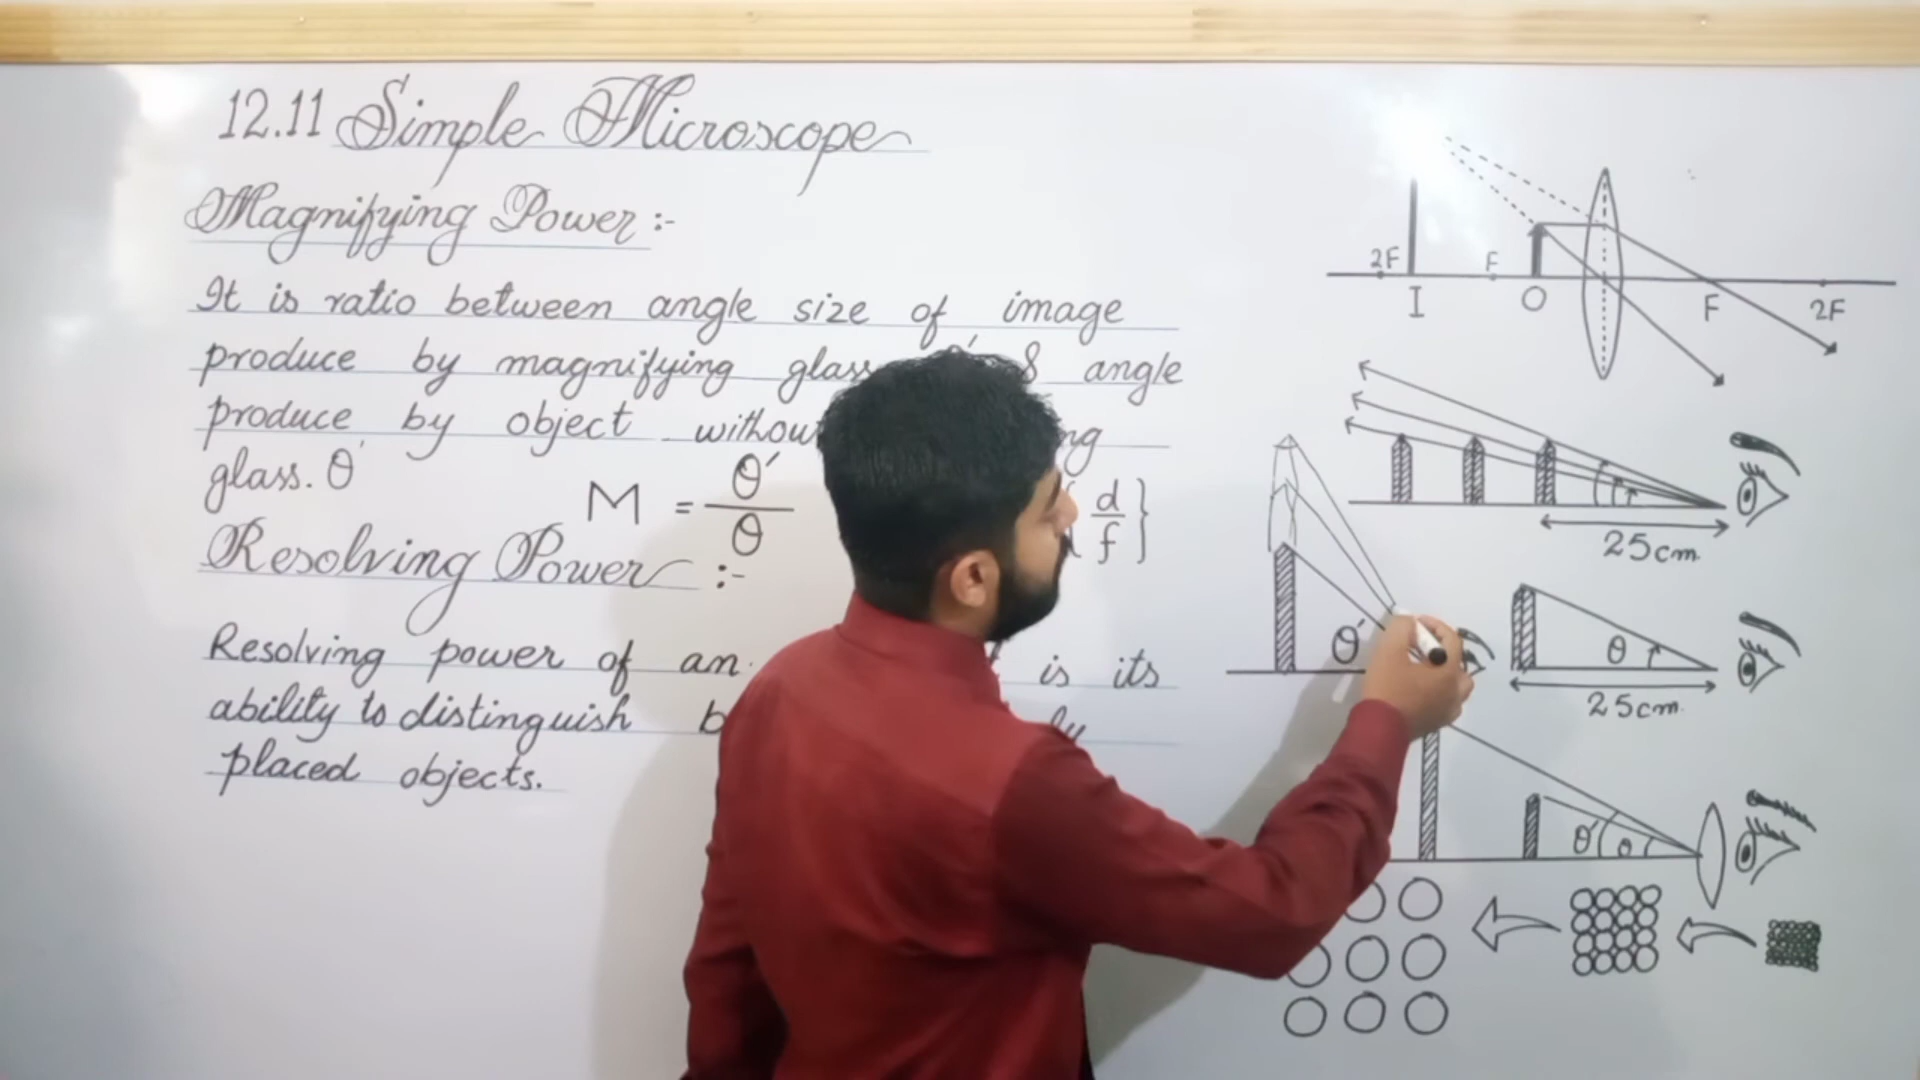 12.11 Simple Microscope
Magnifying Power :-
It is ratio between angle size of image
produce by magnifying glass & angle
produce by object
glass. θ
M = θ′/θ
{d/f}
Resolving Power :-
Resolving power of an is its
ability to distinguish
placed objects.
2F
F
I
O
F
2F
25cm
θ′
θ
25cm
θ′
θ